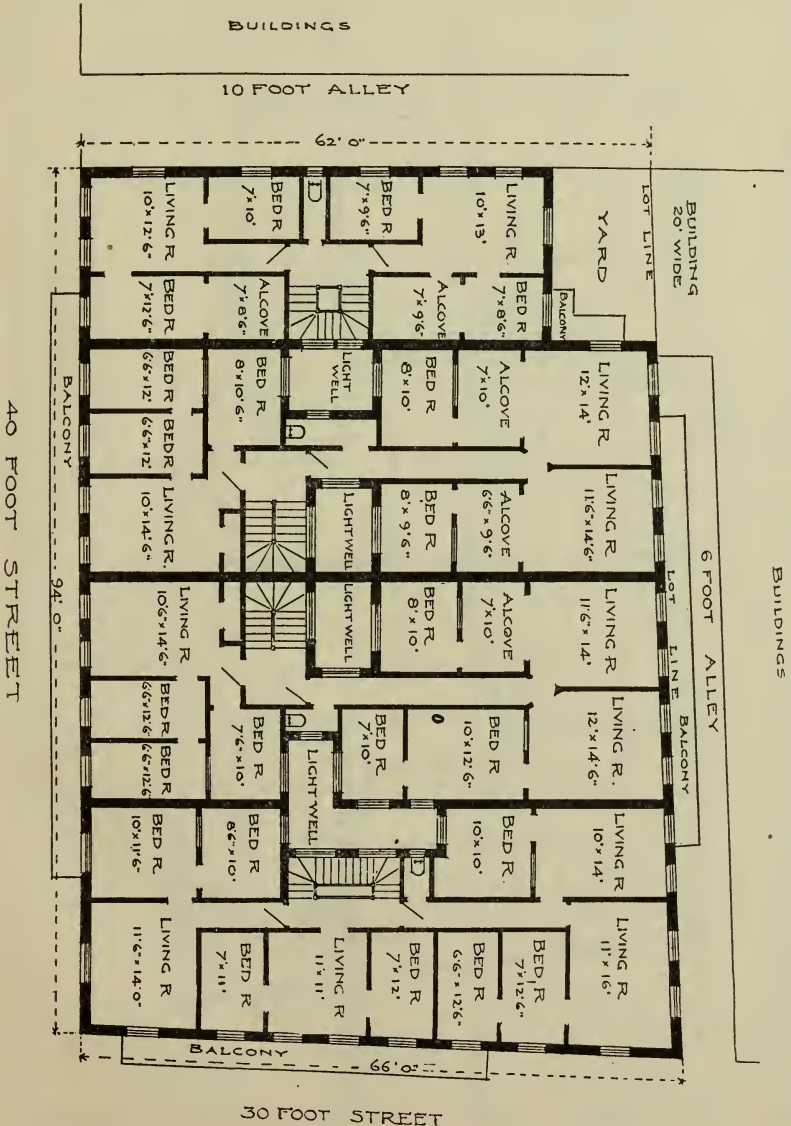 BUILDINGS
10 FOOT ALLEY
62' 0"
BUILDING
20' WIDE
LOT LINE
YARD
BALCONY
LIVING R.
10'x13'
BED R
7'x9'6"
BED R
7'x10'
LIVING R
10'x12'6"
BED R
7'x8'6"
ALCOVE
7'x9'6"
ALCOVE
7'x8'6"
BED R
7'x12'6"
LIVING R
12'x14'
ALCOVE
7'x10'
BED R
8'x10'
LIGHT
WELL
BED R
8'x10'6"
BED R
6'6"x12'
BED R
6'6"x12'
LIVING R.
10'x14'6"
LIVING R
11'6"x14'6"
ALCOVE
6'6"x9'6"
BED R
8'x9'6"
LIGHT WELL
LIGHT WELL
LIVING R
11'6"x14'
ALCOVE
7'x10'
BED R
8'x10'
LIVING R
10'6"x14'6"
LIVING R.
12'x14'6"
BED R
10'x12'6"
BED R
7'x10'
BED R
7'6"x10'
BED R
6'6"x12'6"
BED R
6'6"x12'6"
LIGHT WELL
LIVING R
10'x14'
BED R.
10'x10'
BED R
8'6"x10'
BED R
10'x11'6"
LIVING R
11'x16'
BED R
7'x12'6"
BED R
6'6"x12'6"
BED R
7'x12'
LIVING R
11'x11'
BED R
7'x11'
LIVING R
11'6"x14'0"
BALCONY
94' 0"
40 FOOT STREET
BUILDINGS
6 FOOT ALLEY
LOT LINE
BALCONY
BALCONY
66' 0"
30 FOOT STREET